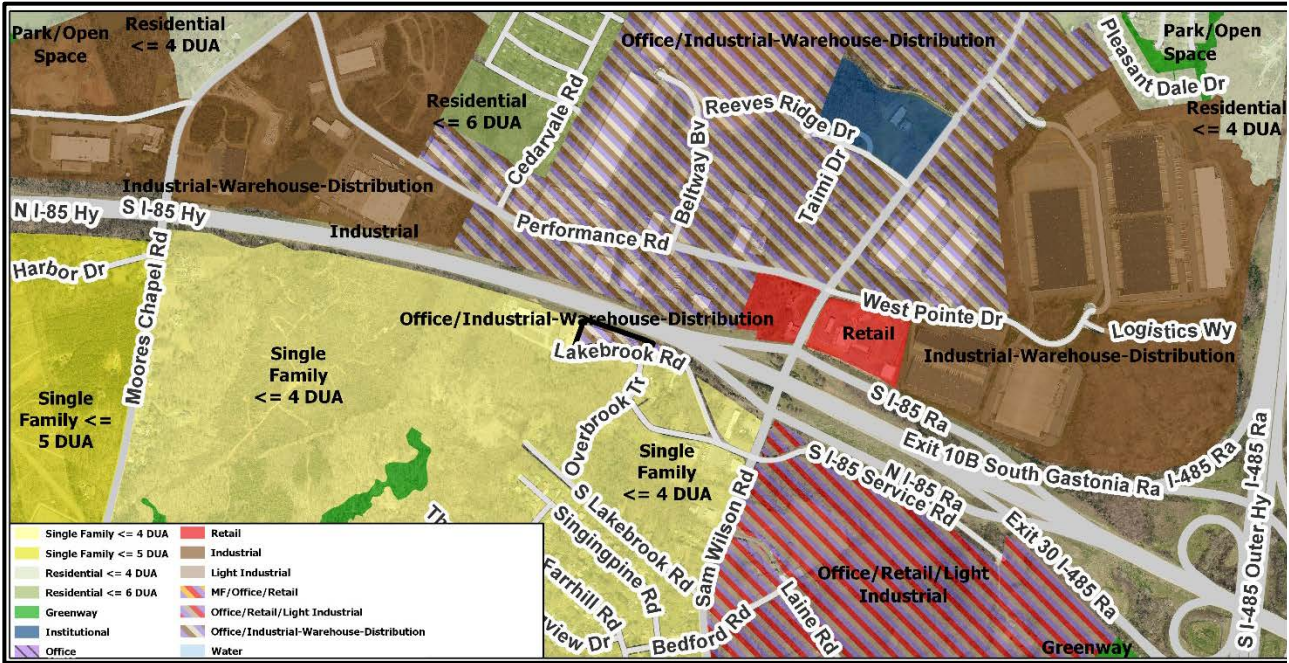 Park/Open
Space
Residential
<= 4 DUA
Office/Industrial-Warehouse-Distribution
Pleasant Dale Dr
Park/Open
Space
Residential
<= 4 DUA
Residential
<= 6 DUA
Cedarvale Rd
Reeves Ridge Dr
Beltway Bv
Taimi Dr
Industrial-Warehouse-Distribution
N I-85 Hy
S I-85 Hy
Industrial
Performance Rd
Harbor Dr
Moores Chapel Rd
West Pointe Dr
Logistics Wy
Retail
Industrial-Warehouse-Distribution
Office/Industrial-Warehouse-Distribution
Lakebrook Rd
Single
Family
<= 4 DUA
Single
Family <=
5 DUA
Overbrook Tr
Single
Family
<= 4 DUA
S I-85 Ra
Exit 10B South Gastonia Ra
I-485 Ra
S I-85 Service Rd
N I-85 Ra
Exit 30 I-485 Ra
S I-485 Outer Hy
I-485 Ra
Sam Wilson Rd
S Lakebrook Rd
Singingpine Rd
Th
Farrhill Rd
gview Dr
Bedford Rd
Laine Rd
Office/Retail/Light
Industrial
Greenway
Single Family <= 4 DUA
Single Family <= 5 DUA
Residential <= 4 DUA
Residential <= 6 DUA
Greenway
Institutional
Office
Retail
Industrial
Light Industrial
MF/Office/Retail
Office/Retail/Light Industrial
Office/Industrial-Warehouse-Distribution
Water